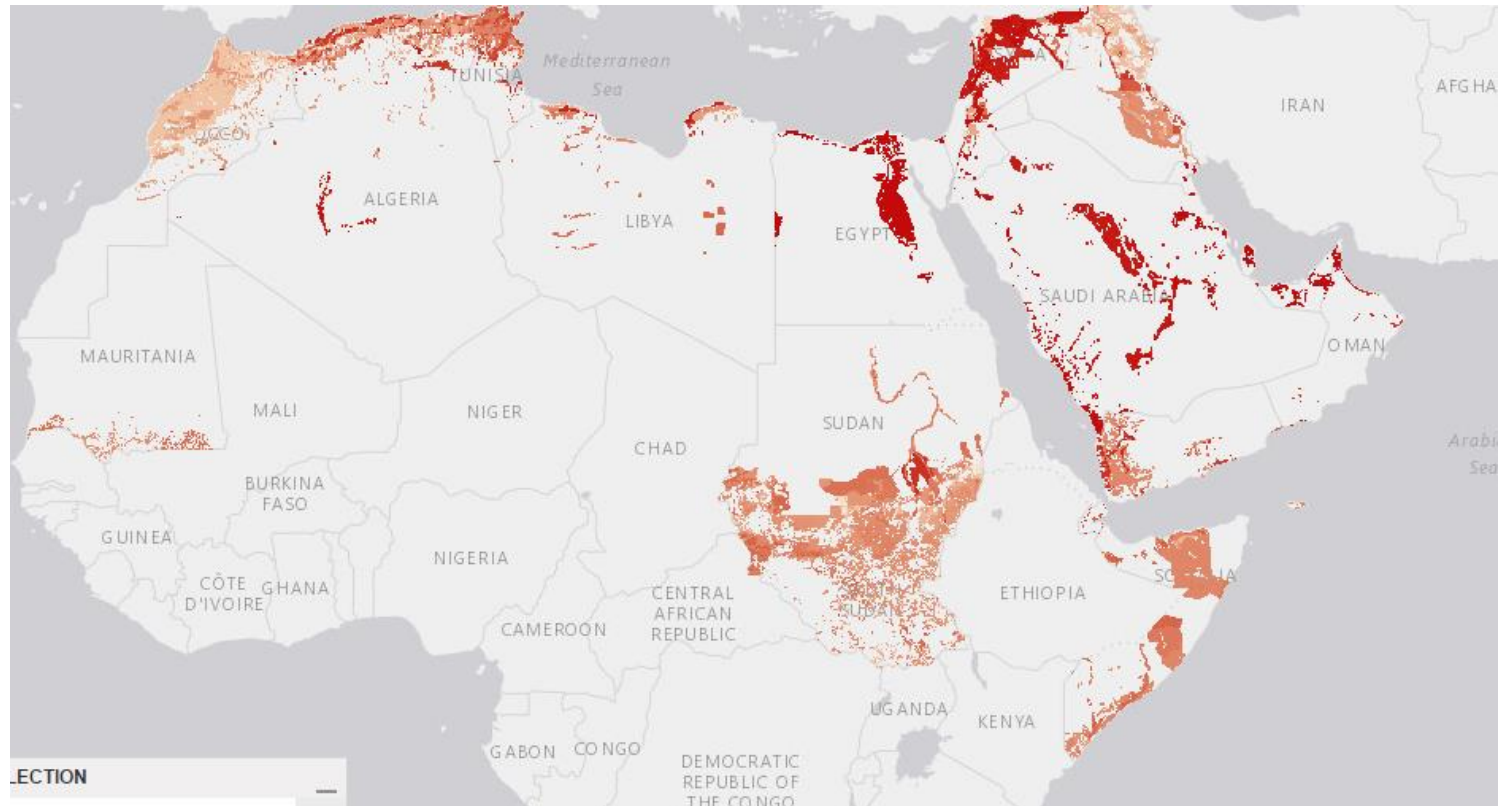 Mediterranean
Sea
TUNISIA
IRAN
AFGHA
ALGERIA
LIBYA
EGYPT
SAUDI ARABIA
OMAN
MAURITANIA
MALI
NIGER
CHAD
SUDAN
Arabi
Sea
BURKINA
FASO
GUINEA
NIGERIA
CÔTE
D'IVOIRE
GHANA
CENTRAL
AFRICAN
REPUBLIC
ETHIOPIA
CAMEROON
SUDAN
UGANDA
KENYA
GABON
CONGO
DEMOCRATIC
REPUBLIC OF
THE CONGO
LECTION